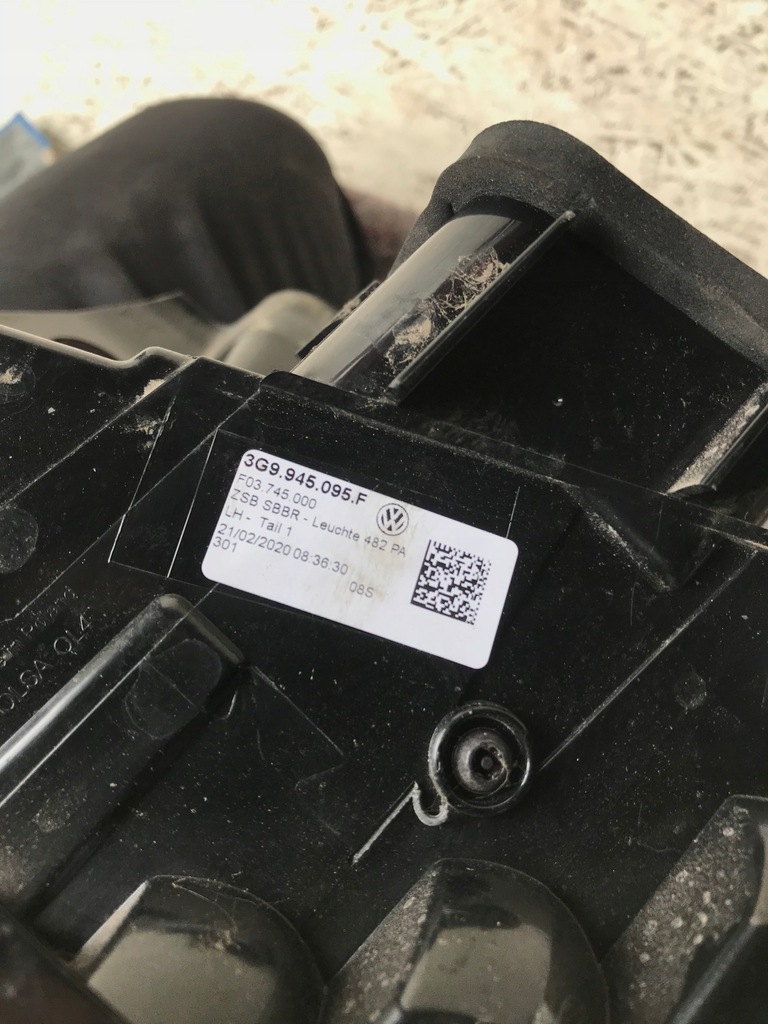 3G9.945.095.F
F03.745.000
ZSB SBBR - Leuchte 482 PA
LH - Tail 1
21/02/2020 08:36:30
301
08S